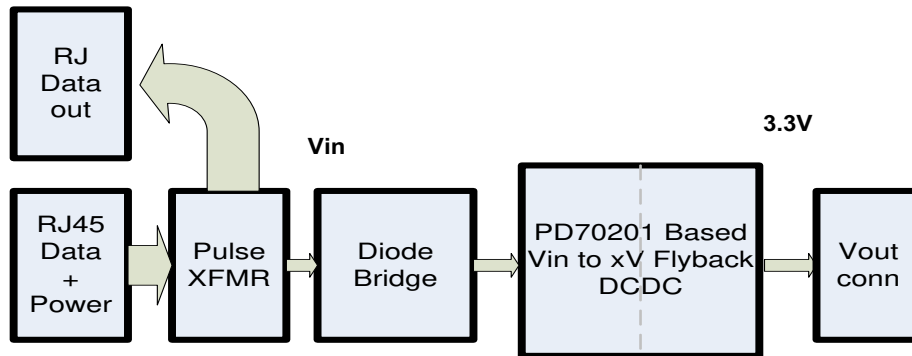 RJ
Data
out
Vin
3.3V
RJ45
Data
+
Power
Pulse
XFMR
Diode
Bridge
PD70201 Based
Vin to xV Flyback
DCDC
Vout
conn